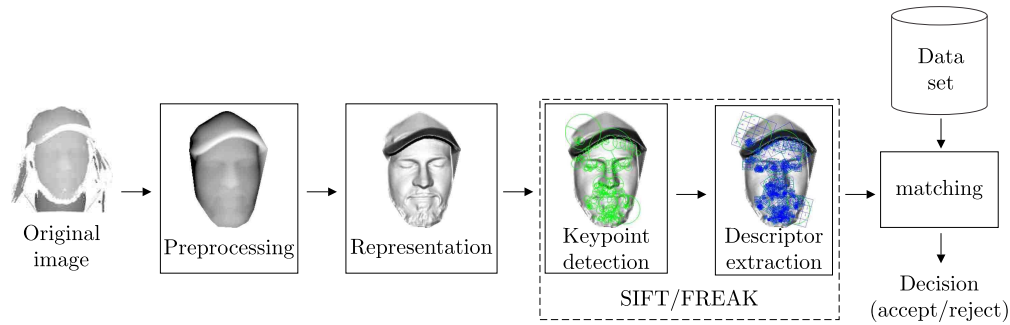 Original
image
Preprocessing
Representation
Keypoint
detection
Descriptor
extraction
SIFT/FREAK
Data
set
matching
Decision
(accept/reject)